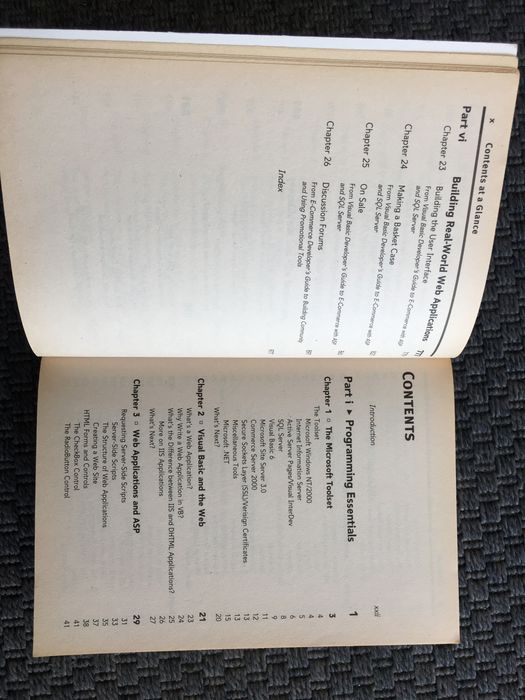 x Contents at a Glance
Part vi Building Real-World Web Applications
Chapter 23 Building the User Interface
From Visual Basic Developer's Guide to E-Commerce with ASP
and SQL Server
Chapter 24 Making a Basket Case
From Visual Basic Developer's Guide to E-Commerce with ASP
and SQL Server
Chapter 25 On Sale
From Visual Basic Developer's Guide to E-Commerce with ASP
and SQL Server
Chapter 26 Discussion Forums
From E-Commerce Developer's Guide to Building Community
and Using Promotional Tools
Index
CONTENTS
Introduction xxii
Part i ▸ Programming Essentials 1
Chapter 1 □ The Microsoft Toolset 3
The Toolset 4
Microsoft Windows NT/2000 4
Internet Information Server 5
Active Server Pages/Visual InterDev 6
SQL Server 8
Visual Basic 6 9
Microsoft Site Server 3.0 11
Commerce Server 2000 12
Secure Sockets Layer (SSL)/Verisign Certificates 13
Miscellaneous Tools 13
Microsoft .NET 15
What's Next? 20
Chapter 2 □ Visual Basic and the Web 21
What's a Web Application? 23
Why Write a Web Application in VB? 24
What's the Difference between IIS and DHTML Applications? 25
More on IIS Applications 26
What's Next? 27
Chapter 3 □ Web Applications and ASP 29
Requesting Server-Side Scripts 31
Server-Side Scripts 33
The Structure of Web Applications 35
Creating a Web Site 37
HTML Forms and Controls 38
The CheckBox Control 41
The RadioButton Control 41